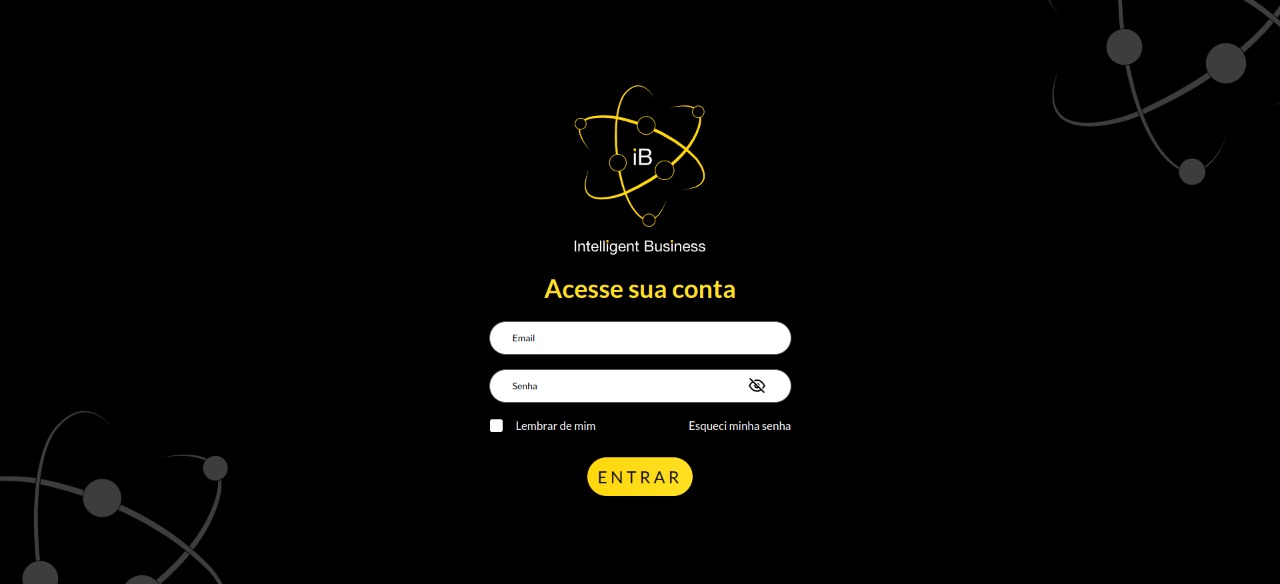 iB
Intelligent Business
Acesse sua conta
Email
Senha
Lembrar de mim
Esqueci minha senha
ENTRAR